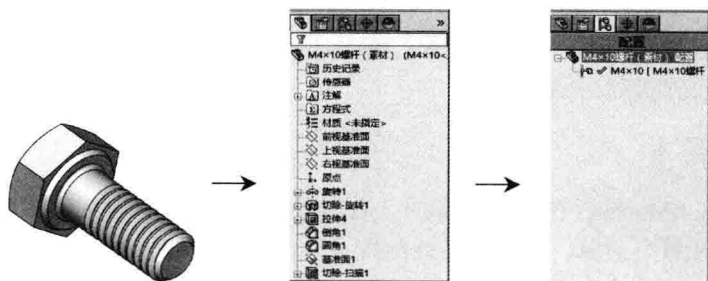 »
M4×10螺杆（素材） (M4×10<
历史记录
传感器
注解
方程式
材质 <未指定>
前视基准面
上视基准面
右视基准面
原点
旋转1
切除-旋转1
拉伸4
倒角1
圆角1
基准面1
切除-扫描1
»
配置
M4×10螺杆（素材）配置
M4×10 [ M4×10螺杆